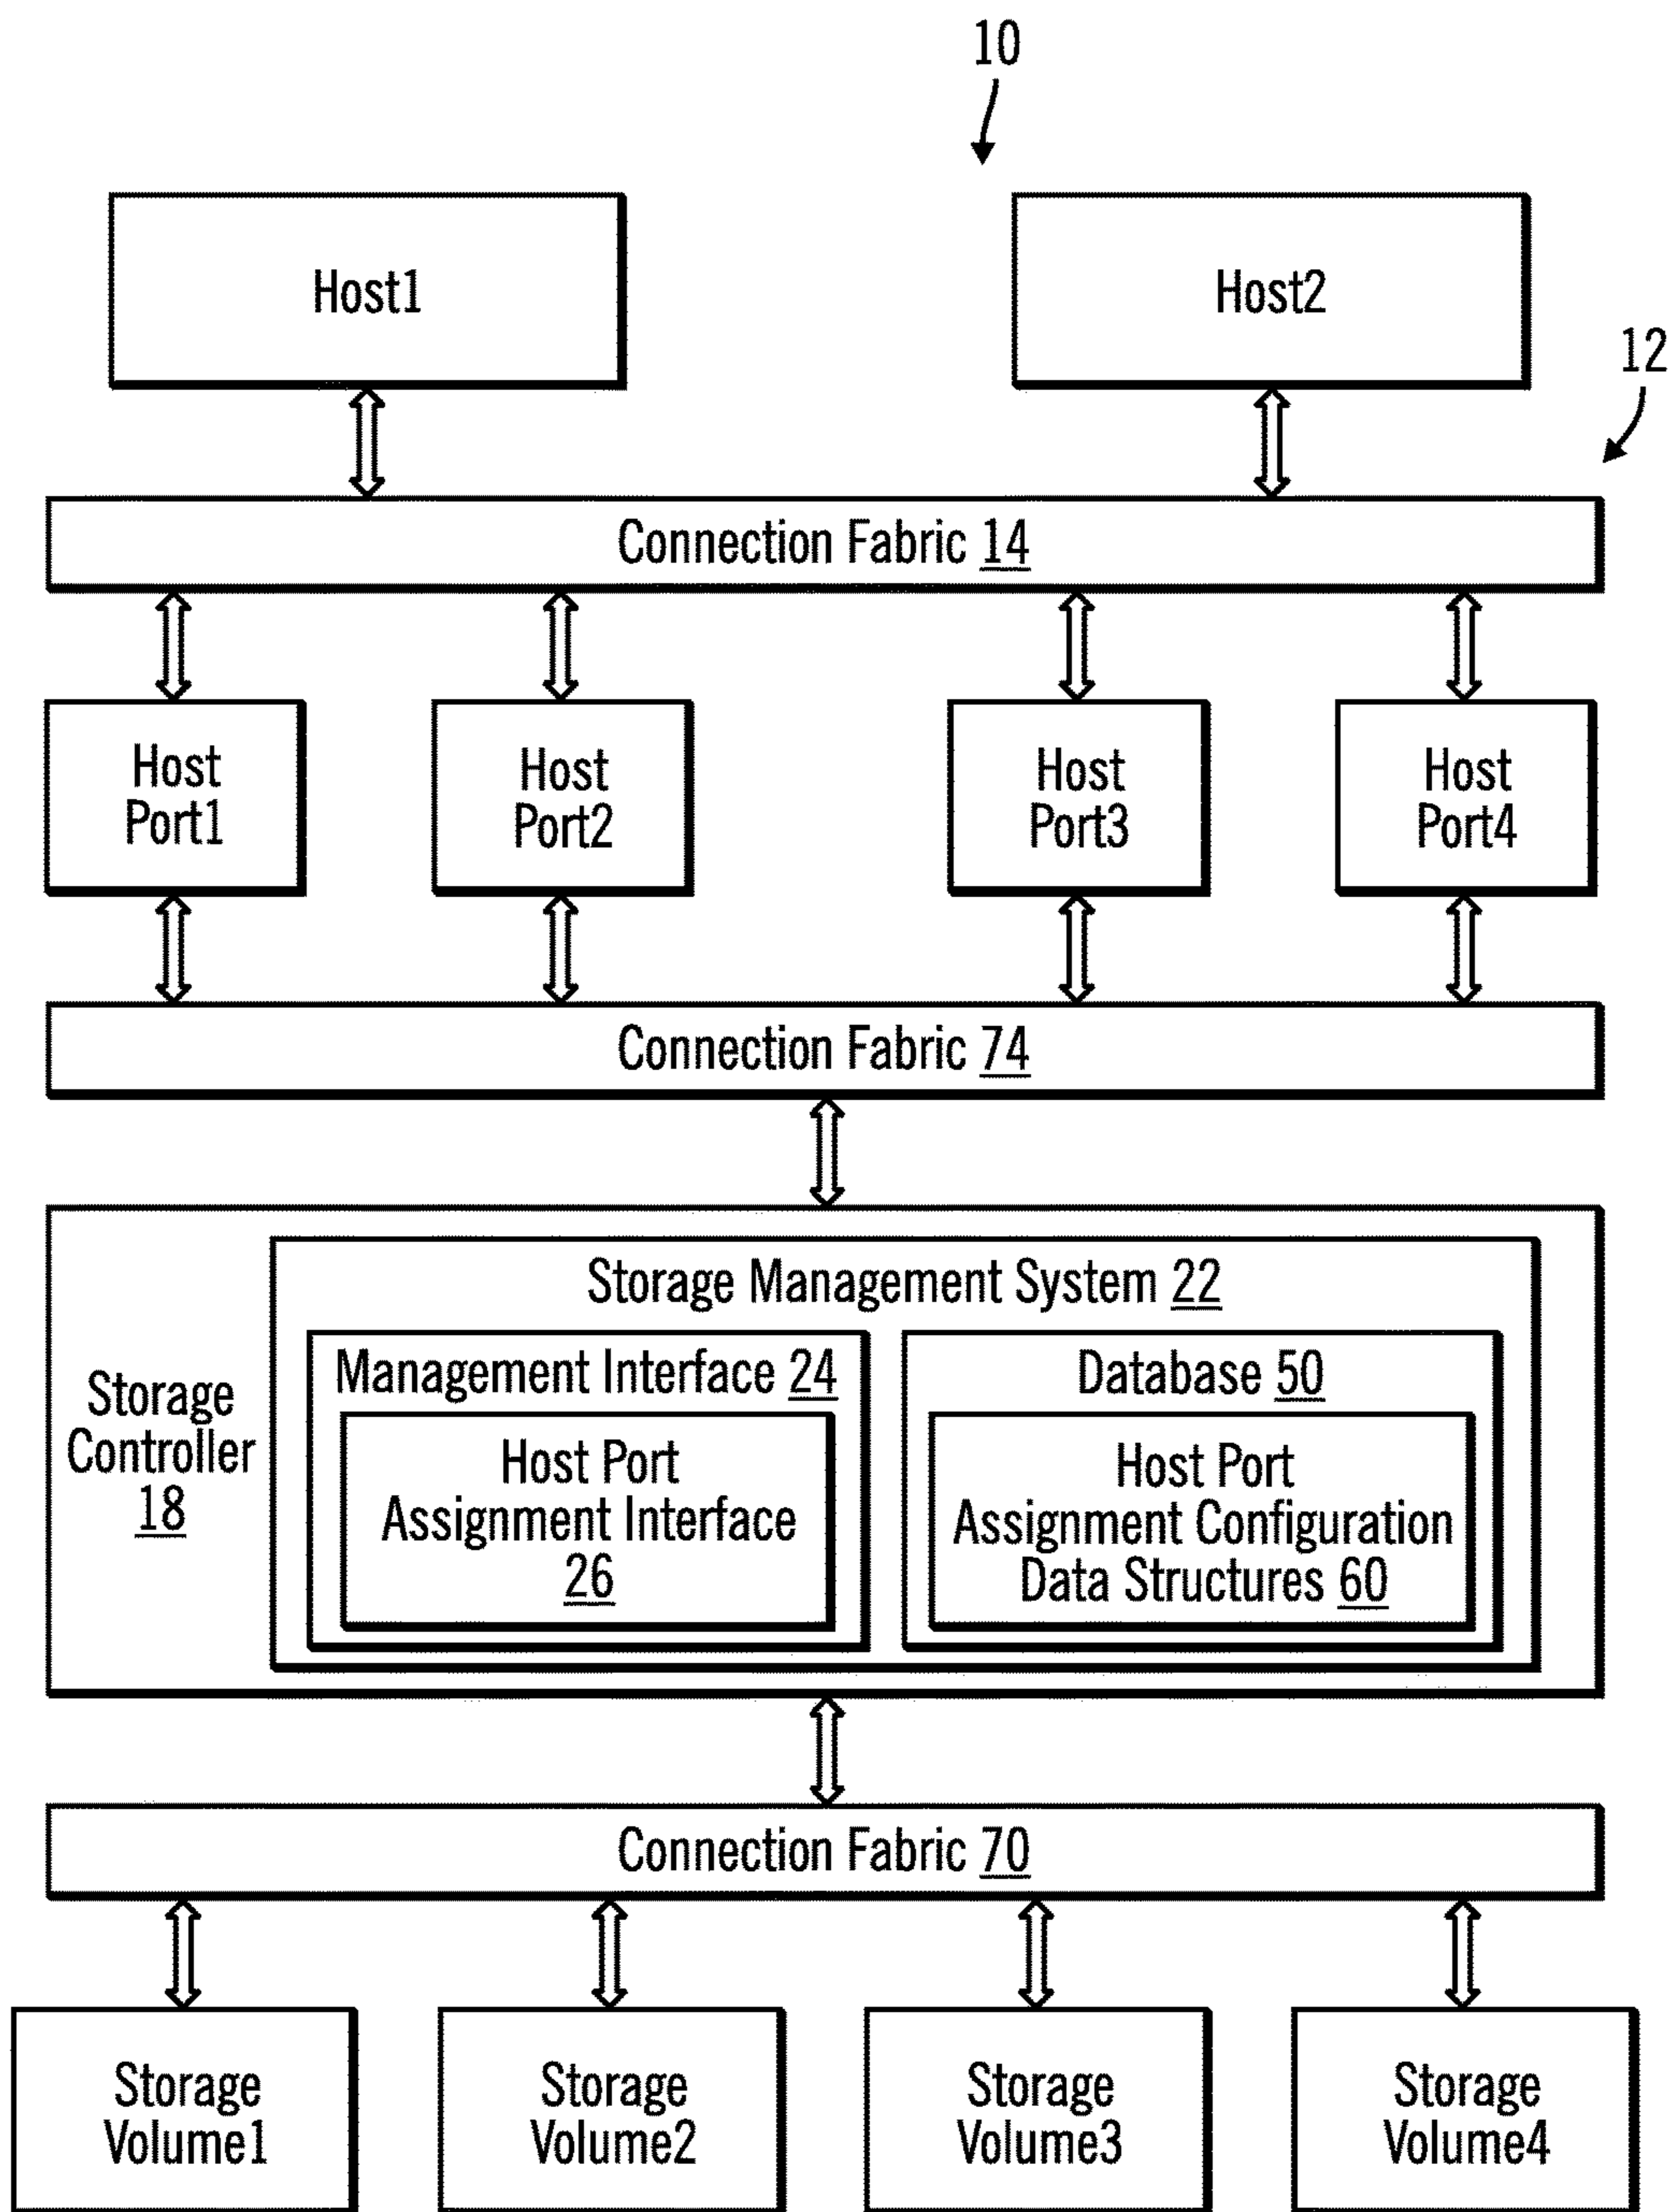 10
Host1
Host2
12
Connection Fabric 14
Host
Port1
Host
Port2
Host
Port3
Host
Port4
Connection Fabric 74
Storage
Controller
18
Storage Management System 22
Management Interface 24
Host Port
Assignment Interface
26
Database 50
Host Port
Assignment Configuration
Data Structures 60
Connection Fabric 70
Storage
Volume1
Storage
Volume2
Storage
Volume3
Storage
Volume4